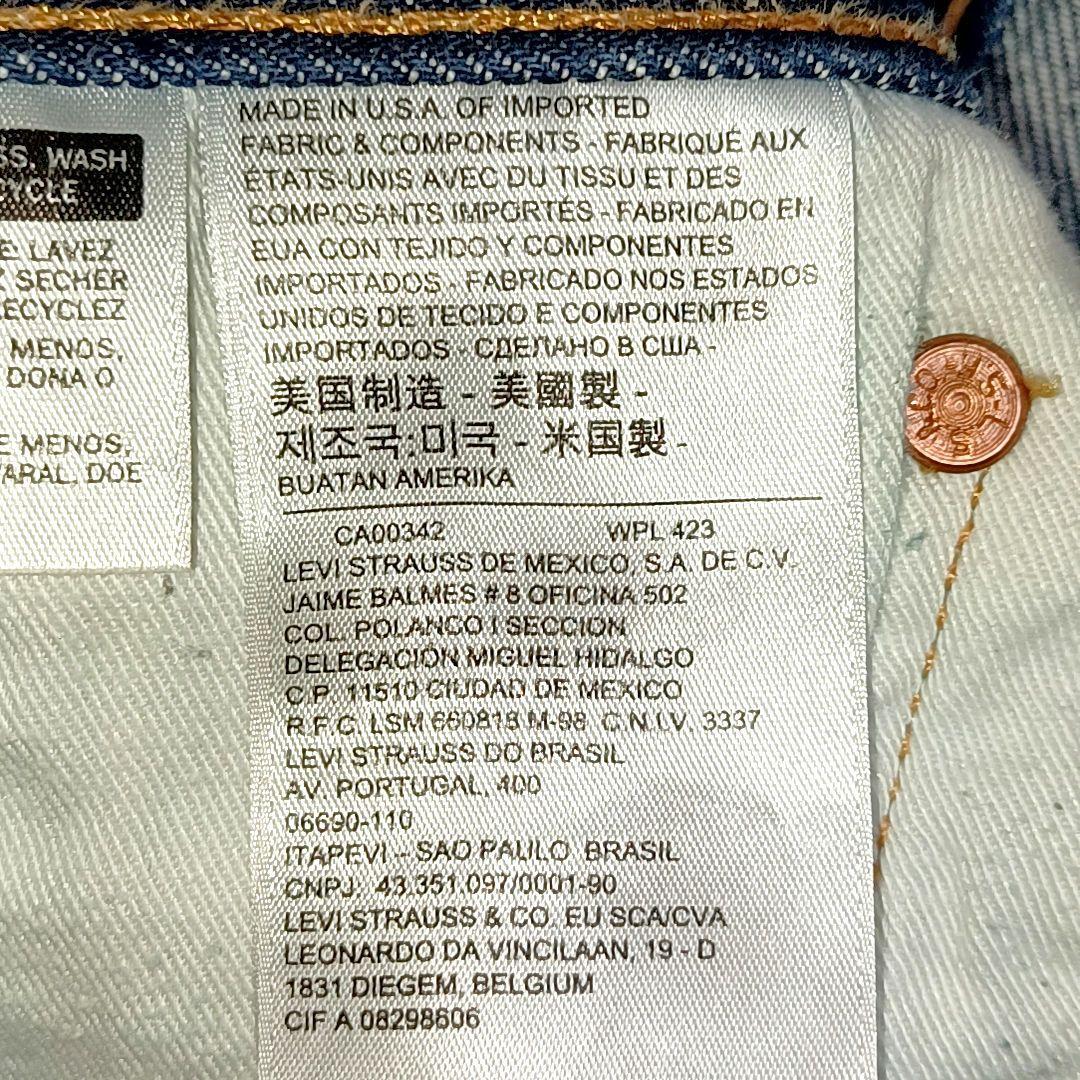 SS, WASH
CYCLE
E: LAVEZ
Z SECHER
RECYCLEZ
MENOS,
DONA O
E MENOS,
VARAL, DOE
MADE IN U.S.A. OF IMPORTED
FABRIC & COMPONENTS - FABRIQUÉ AUX
ÉTATS-UNIS AVEC DU TISSU ET DES
COMPOSANTS IMPORTÉS - FABRICADO EN
EUA CON TEJIDO Y COMPONENTES
IMPORTADOS - FABRICADO NOS ESTADOS
UNIDOS DE TECIDO E COMPONENTES
IMPORTADOS - СДЕЛАНО В США -
美国制造 - 美國製 -
제조국:미국 - 米国製 -
BUATAN AMERIKA
CA00342 WPL 423
LEVI STRAUSS DE MEXICO, S.A. DE C.V.
JAIME BALMES # 8 OFICINA 502
COL. POLANCO I SECCION
DELEGACIÓN MIGUEL HIDALGO
C.P. 11510 CIUDAD DE MEXICO
R.F.C. LSM 660818 M-98 C.N.I.V. 3337
LEVI STRAUSS DO BRASIL
AV. PORTUGAL, 400
06690-110
ITAPEVI - SAO PAULO BRASIL
CNPJ: 43.351.097/0001-90
LEVI STRAUSS & CO. EU SCA/CVA
LEONARDO DA VINCILAAN, 19 - D
1831 DIEGEM, BELGIUM
CIF A 08298606